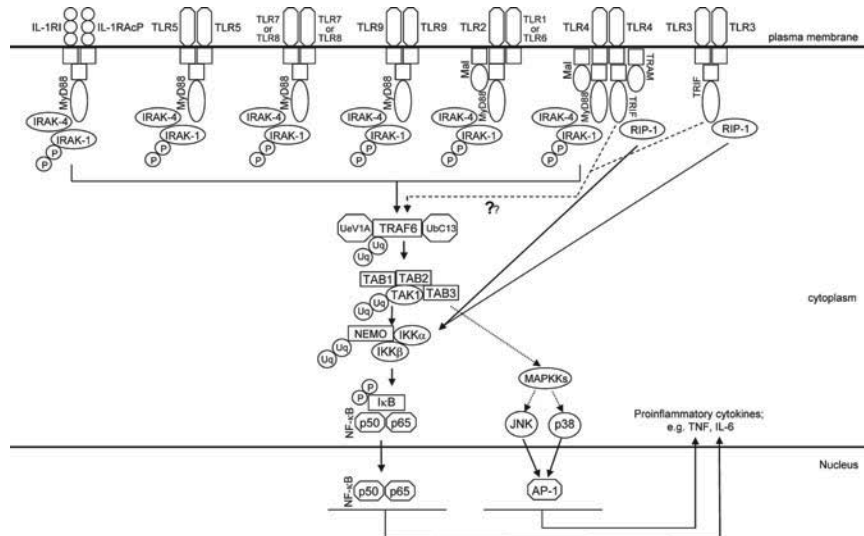 IL-1RI
IL-1RAcP
TLR5
TLR5
TLR7
or
TLR8
TLR7
or
TLR8
TLR9
TLR9
TLR2
TLR1
or
TLR6
TLR4
TLR4
TLR3
TLR3
plasma membrane
MyD88
MyD88
MyD88
MyD88
Mal
MyD88
Mal
MyD88
TRAM
TRIF
TRIF
IRAK-4
IRAK-4
IRAK-4
IRAK-4
IRAK-4
IRAK-1
IRAK-1
IRAK-1
IRAK-1
IRAK-1
RIP-1
RIP-1
P
P
P
P
P
P
P
P
P
P
??
UeV1A
TRAF6
UbC13
Uq
Uq
TAB1
TAB2
TAK1
TAB3
Uq
Uq
cytoplasm
NEMO
IKKα
IKKβ
Uq
Uq
MAPKKs
P
P
IκB
NF-κB
p50
p65
JNK
p38
Proinflammatory cytokines;
e.g. TNF, IL-6
Nucleus
NF-κB
p50
p65
AP-1